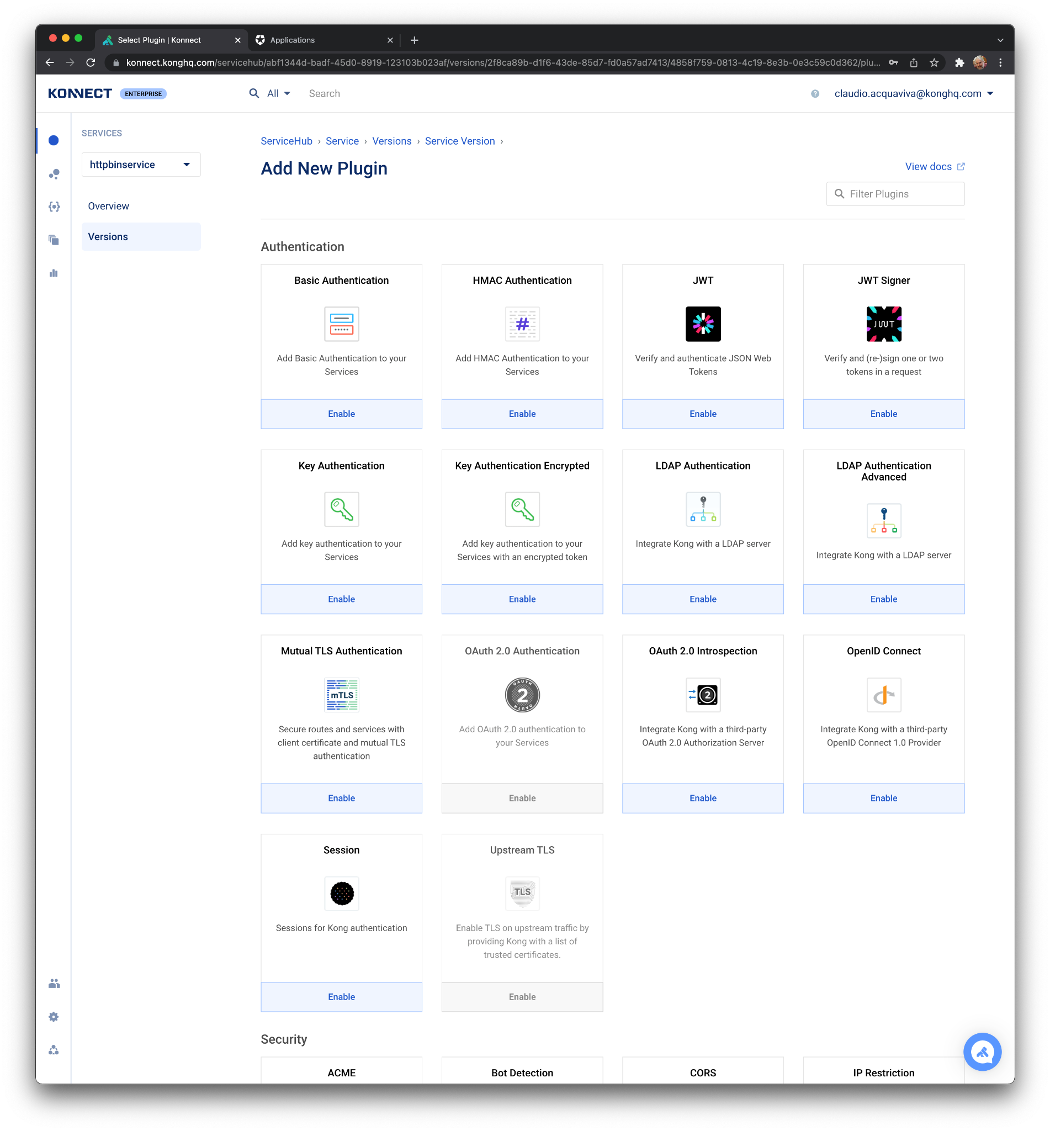 Select Plugin | Konnect
Applications
konnect.konghq.com/servicehub/abf1344d-badf-45d0-8919-123103b023af/versions/2f8ca89b-d1f6-43de-85d7-fd0a57ad7413/4858f759-0813-4c19-8e3b-0e3c59c0d362/plu...
KONNECT ENTERPRISE All Search claudio.acquaviva@konghq.com
SERVICES
httpbinservice
Overview
Versions
ServiceHub › Service › Versions › Service Version ›
Add New Plugin
View docs
Filter Plugins
Authentication
Basic Authentication
Add Basic Authentication to your
Services
Enable
HMAC Authentication
#
Add HMAC Authentication to your
Services
Enable
JWT
Verify and authenticate JSON Web
Tokens
Enable
JWT Signer
JWT
Verify and (re-)sign one or two
tokens in a request
Enable
Key Authentication
Add key authentication to your
Services
Enable
Key Authentication Encrypted
Add key authentication to your
Services with an encrypted token
Enable
LDAP Authentication
Integrate Kong with a LDAP server
Enable
LDAP Authentication
Advanced
Integrate Kong with a LDAP server
Enable
Mutual TLS Authentication
mTLS
Secure routes and services with
client certificate and mutual TLS
authentication
Enable
OAuth 2.0 Authentication
OAUTH
2
OAUTH
Add OAuth 2.0 authentication to
your Services
Enable
OAuth 2.0 Introspection
2
Integrate Kong with a third-party
OAuth 2.0 Authorization Server
Enable
OpenID Connect
Integrate Kong with a third-party
OpenID Connect 1.0 Provider
Enable
Session
Sessions for Kong authentication
Enable
Upstream TLS
TLS
Enable TLS on upstream traffic by
providing Kong with a list of
trusted certificates.
Enable
Security
ACME
Bot Detection
CORS
IP Restriction